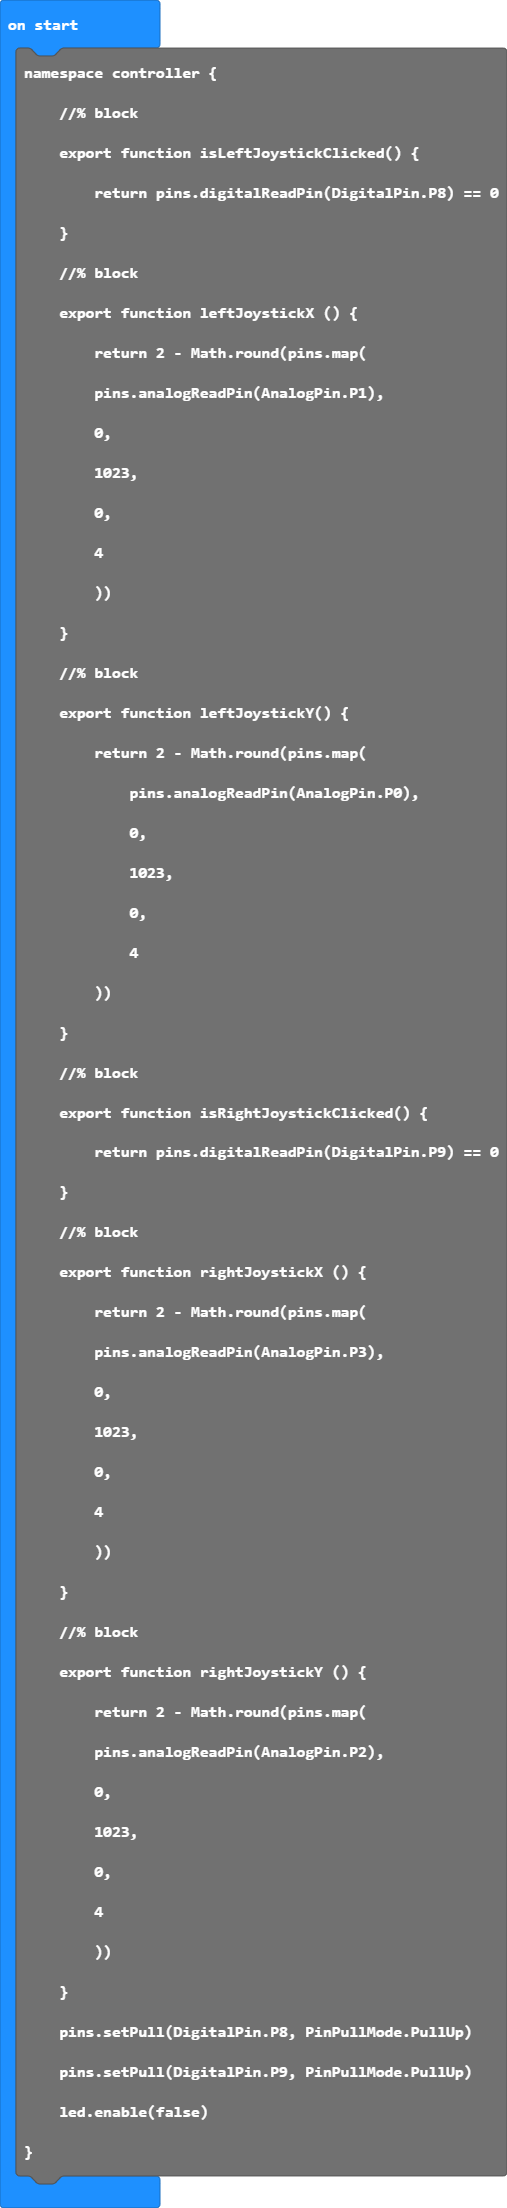 on start
namespace controller {
//% block
export function isLeftJoystickClicked() {
return pins.digitalReadPin(DigitalPin.P8) == 0
}
//% block
export function leftJoystickX () {
return 2 - Math.round(pins.map(
pins.analogReadPin(AnalogPin.P1),
0,
1023,
0,
4
))
}
//% block
export function leftJoystickY() {
return 2 - Math.round(pins.map(
pins.analogReadPin(AnalogPin.P0),
0,
1023,
0,
4
))
}
//% block
export function isRightJoystickClicked() {
return pins.digitalReadPin(DigitalPin.P9) == 0
}
//% block
export function rightJoystickX () {
return 2 - Math.round(pins.map(
pins.analogReadPin(AnalogPin.P3),
0,
1023,
0,
4
))
}
//% block
export function rightJoystickY () {
return 2 - Math.round(pins.map(
pins.analogReadPin(AnalogPin.P2),
0,
1023,
0,
4
))
}
pins.setPull(DigitalPin.P8, PinPullMode.PullUp)
pins.setPull(DigitalPin.P9, PinPullMode.PullUp)
led.enable(false)
}